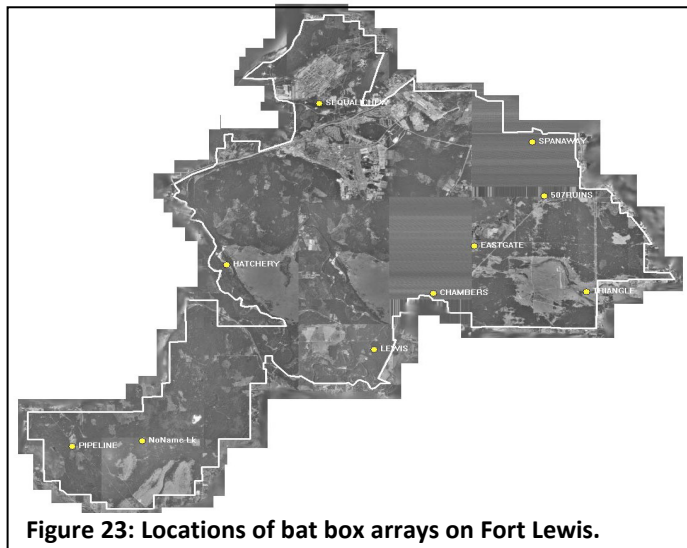 SEQUALICHEW
SPANAWAY
507RUINS
EASTGATE
HATCHERY
CHAMBERS
TRIANGLE
LEWIS
NoName Lk
PIPELINE
Figure 23: Locations of bat box arrays on Fort Lewis.